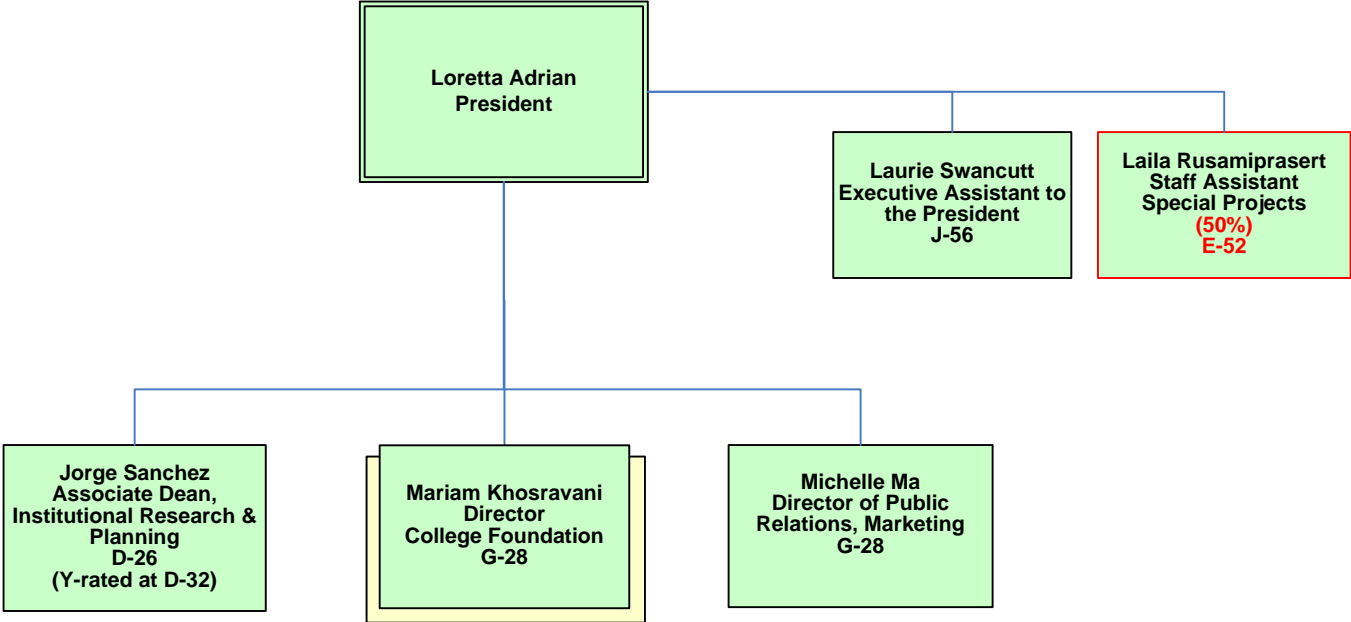 Loretta Adrian
President
Laurie Swancutt
Executive Assistant to
the President
J-56
Laila Rusamiprasert
Staff Assistant
Special Projects
(50%)
E-52
Jorge Sanchez
Associate Dean,
Institutional Research &
Planning
D-26
(Y-rated at D-32)
Mariam Khosravani
Director
College Foundation
G-28
Michelle Ma
Director of Public
Relations, Marketing
G-28